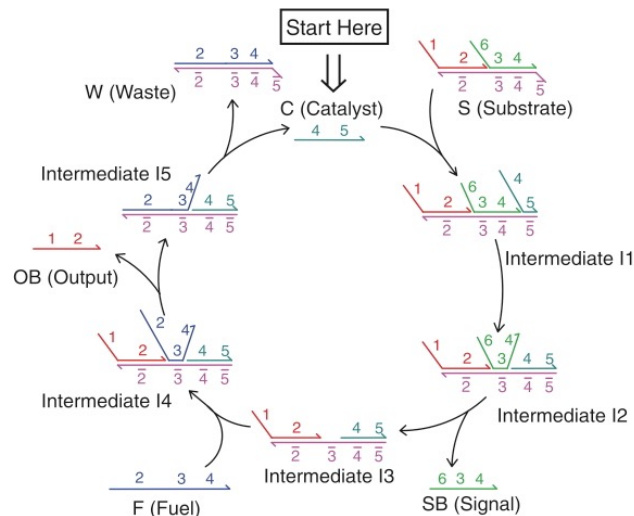 Start Here
C (Catalyst)
4 5
1 6
2 3 4
2̅ 3̅ 4̅ 5̅
S (Substrate)
1 6 4
2 3 4 5
2̅ 3̅ 4̅ 5̅
Intermediate I1
1 6 4
2 3 4 5
2̅ 3̅ 4̅ 5̅
Intermediate I2
6 3 4
SB (Signal)
1
2 4 5
2̅ 3̅ 4̅ 5̅
Intermediate I3
2 3 4
F (Fuel)
1 2 4
2 3 4 5
2̅ 3̅ 4̅ 5̅
Intermediate I4
1 2
OB (Output)
Intermediate I5
4
2 3 4 5
2̅ 3̅ 4̅ 5̅
2 3 4
2̅ 3̅ 4̅ 5̅
W (Waste)